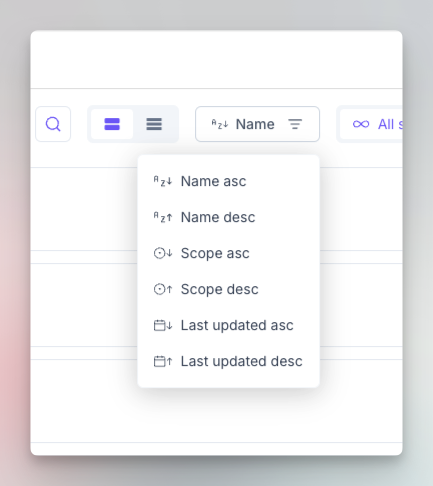 Name
All s
Name asc
Name desc
Scope asc
Scope desc
Last updated asc
Last updated desc